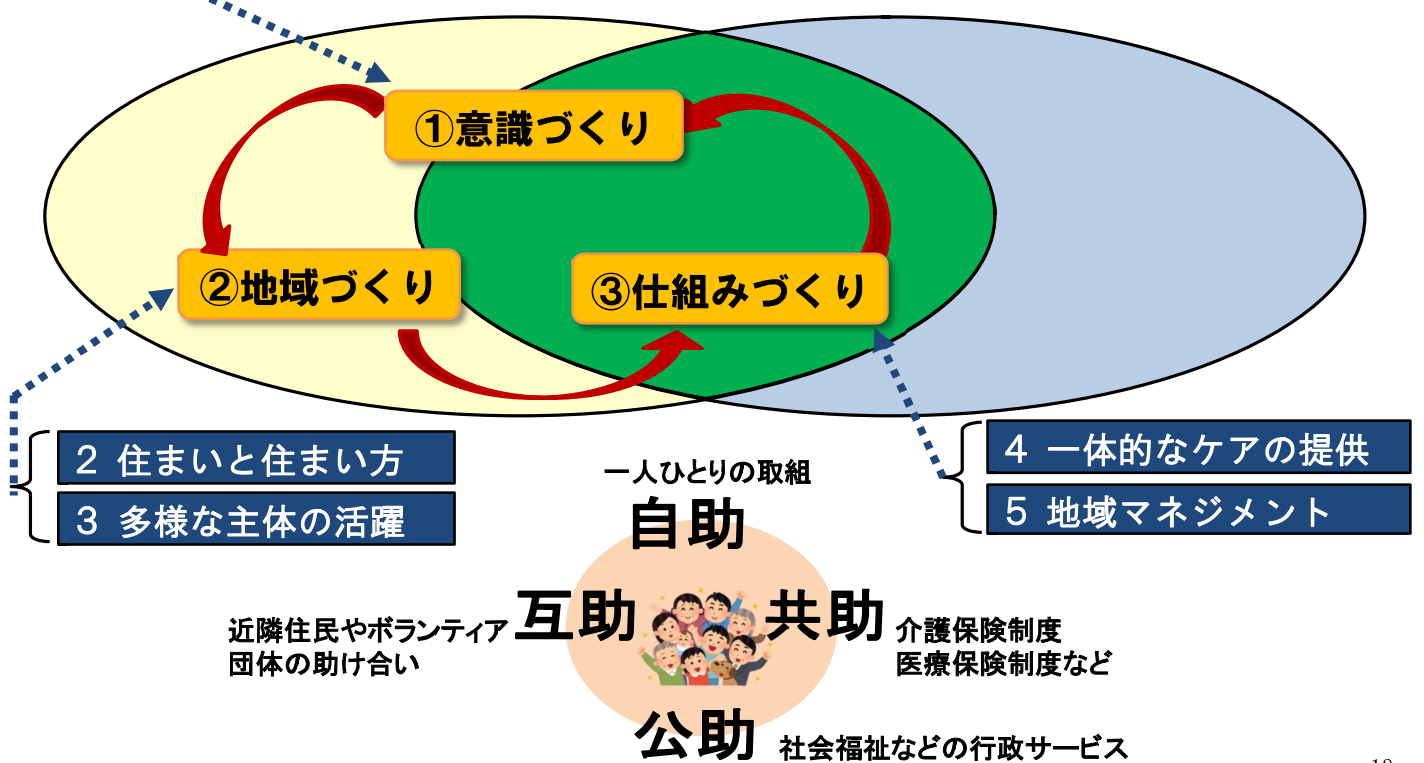 ①意識づくり
②地域づくり
③仕組みづくり
2 住まいと住まい方
3 多様な主体の活躍
4 一体的なケアの提供
5 地域マネジメント
一人ひとりの取組
自助
互助
近隣住民やボランティア
団体の助け合い
共助
介護保険制度
医療保険制度など
公助
社会福祉などの行政サービス